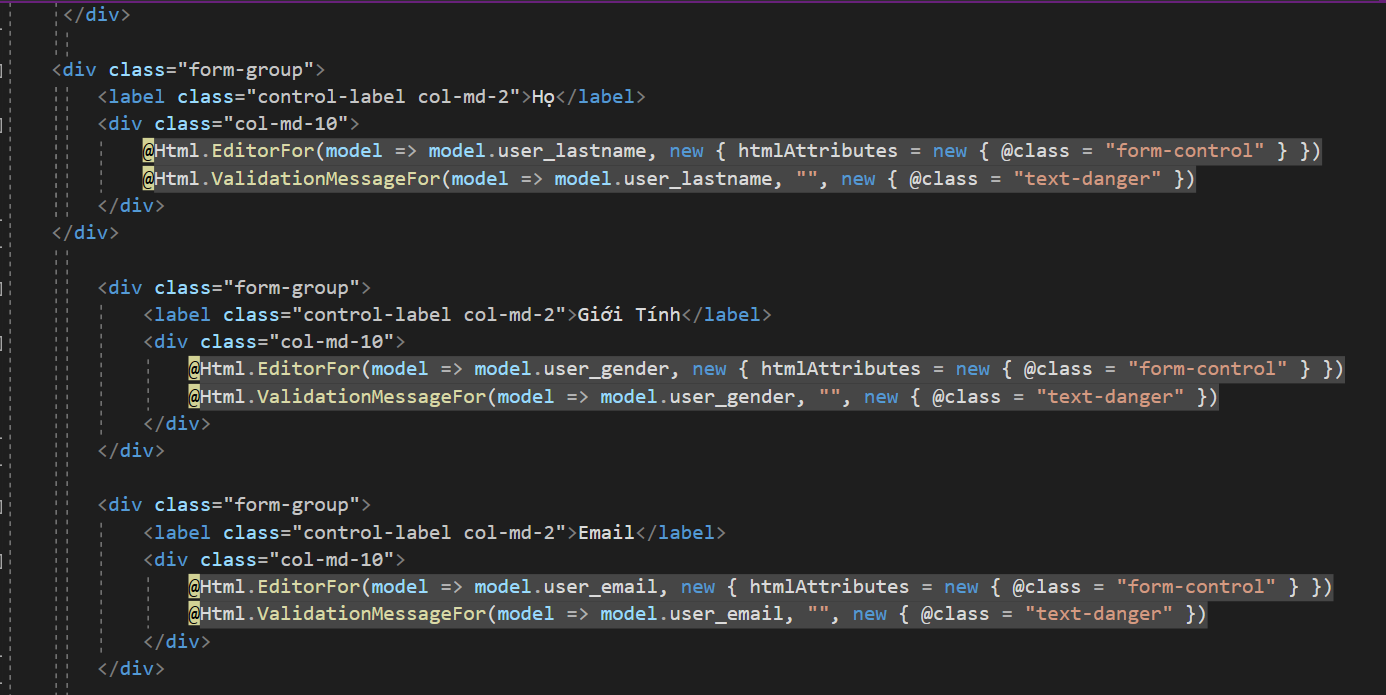 </div>
<div class="form-group">
<label class="control-label col-md-2">Họ</label>
<div class="col-md-10">
@Html.EditorFor(model => model.user_lastname, new { htmlAttributes = new { @class = "form-control" } })
@Html.ValidationMessageFor(model => model.user_lastname, "", new { @class = "text-danger" })
</div>
</div>
<div class="form-group">
<label class="control-label col-md-2">Giới Tính</label>
<div class="col-md-10">
@Html.EditorFor(model => model.user_gender, new { htmlAttributes = new { @class = "form-control" } })
@Html.ValidationMessageFor(model => model.user_gender, "", new { @class = "text-danger" })
</div>
</div>
<div class="form-group">
<label class="control-label col-md-2">Email</label>
<div class="col-md-10">
@Html.EditorFor(model => model.user_email, new { htmlAttributes = new { @class = "form-control" } })
@Html.ValidationMessageFor(model => model.user_email, "", new { @class = "text-danger" })
</div>
</div>